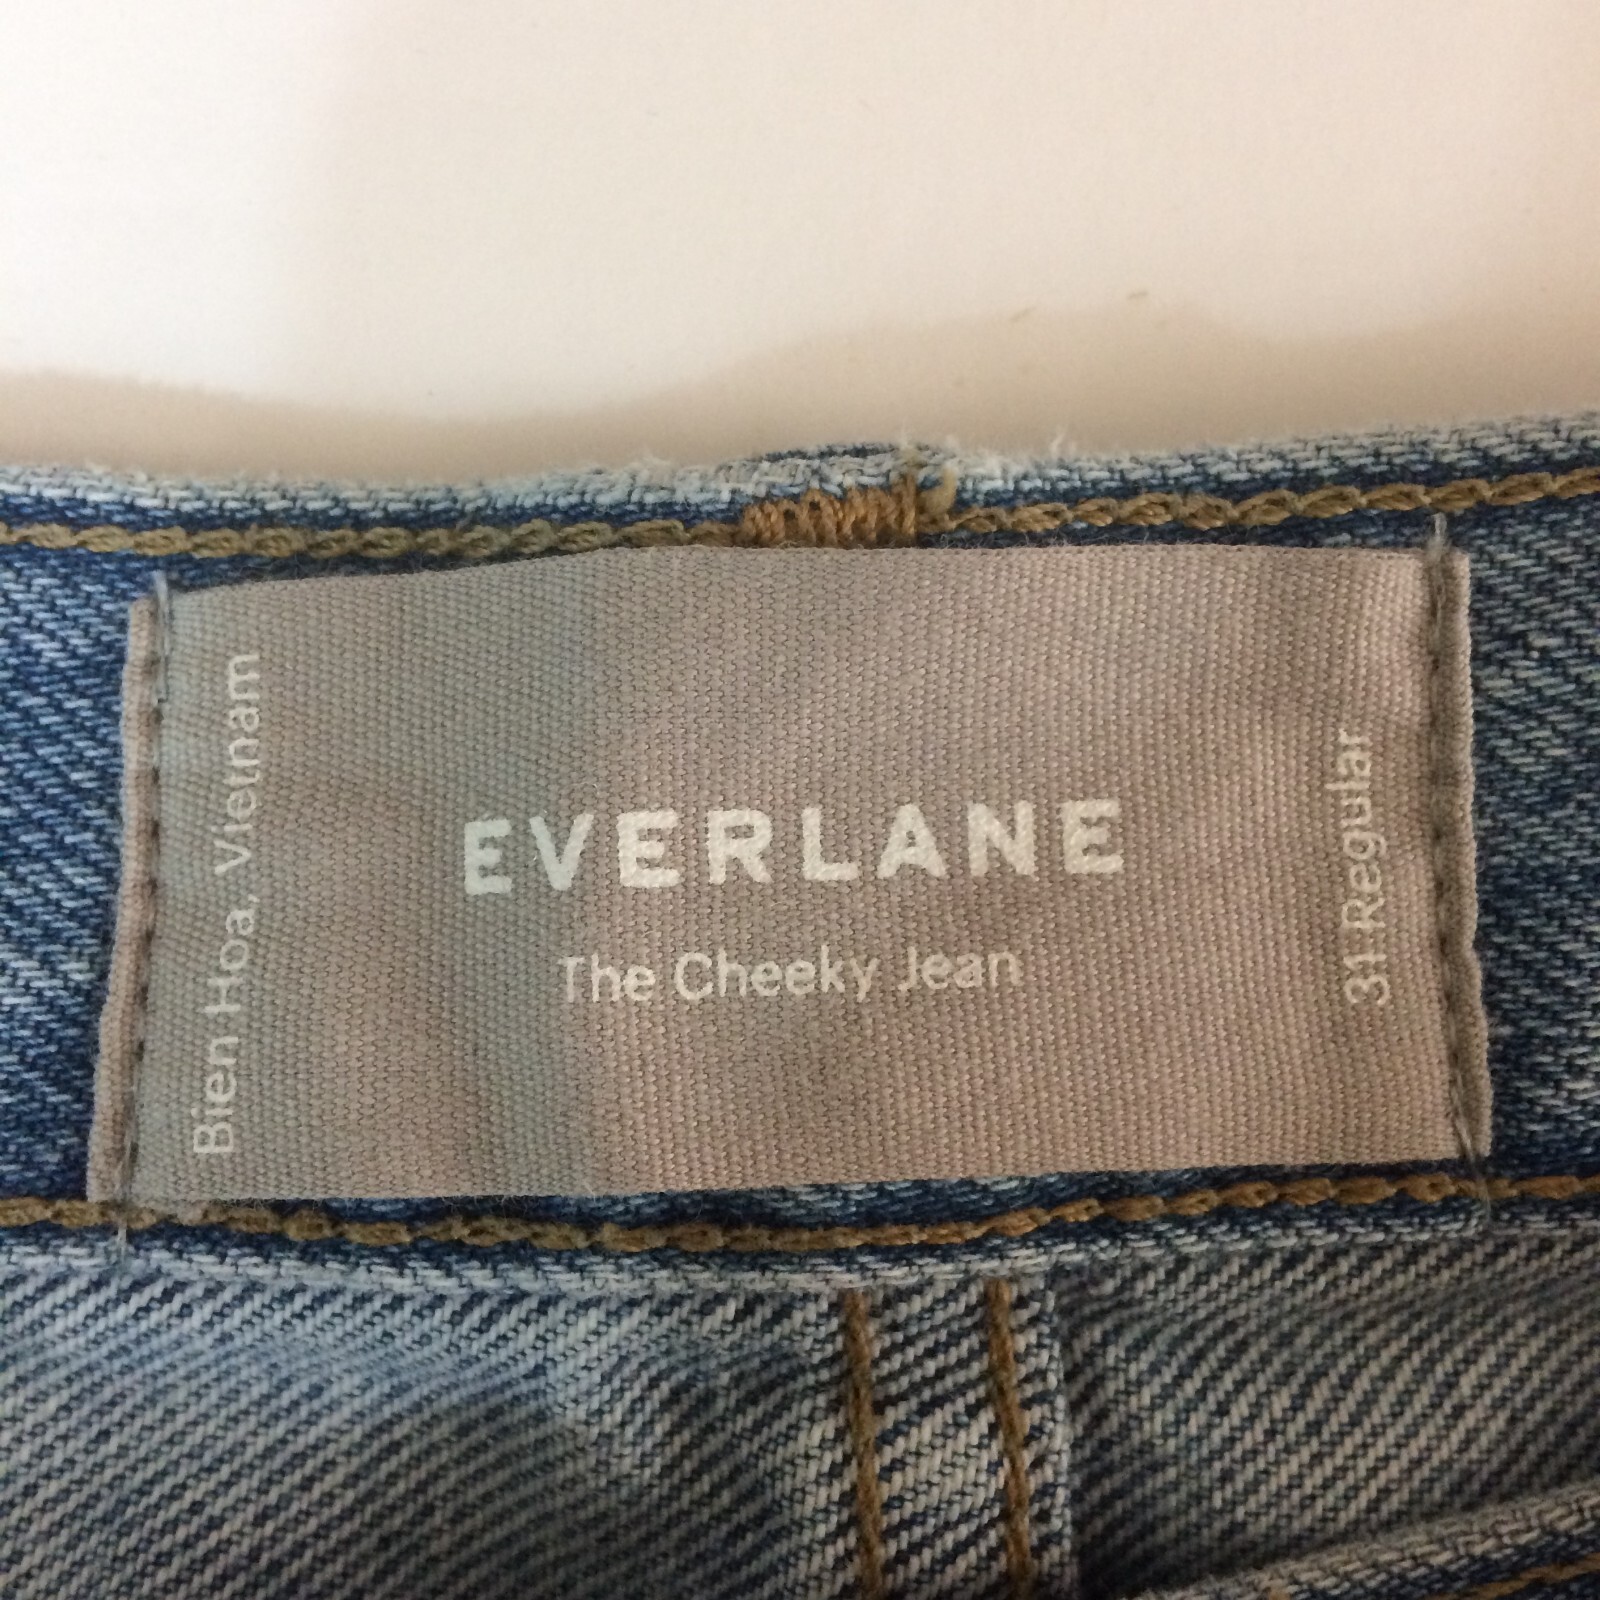 Bien Hoa, Vietnam
EVERLANE
The Cheeky Jean
31 Regular